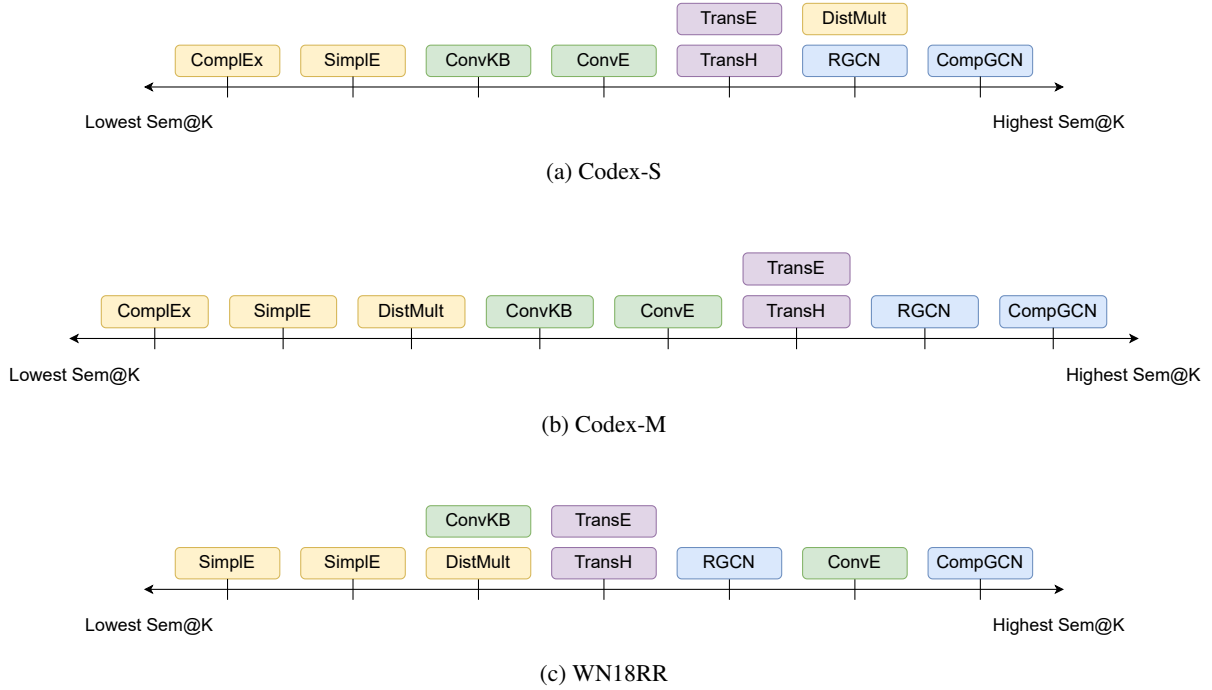 TransE DistMult
ComplEx SimplE ConvKB ConvE TransH RGCN CompGCN
Lowest Sem@K Highest Sem@K
(a) Codex-S
TransE
ComplEx SimplE DistMult ConvKB ConvE TransH RGCN CompGCN
Lowest Sem@K Highest Sem@K
(b) Codex-M
ConvKB TransE
SimplE SimplE DistMult TransH RGCN ConvE CompGCN
Lowest Sem@K Highest Sem@K
(c) WN18RR